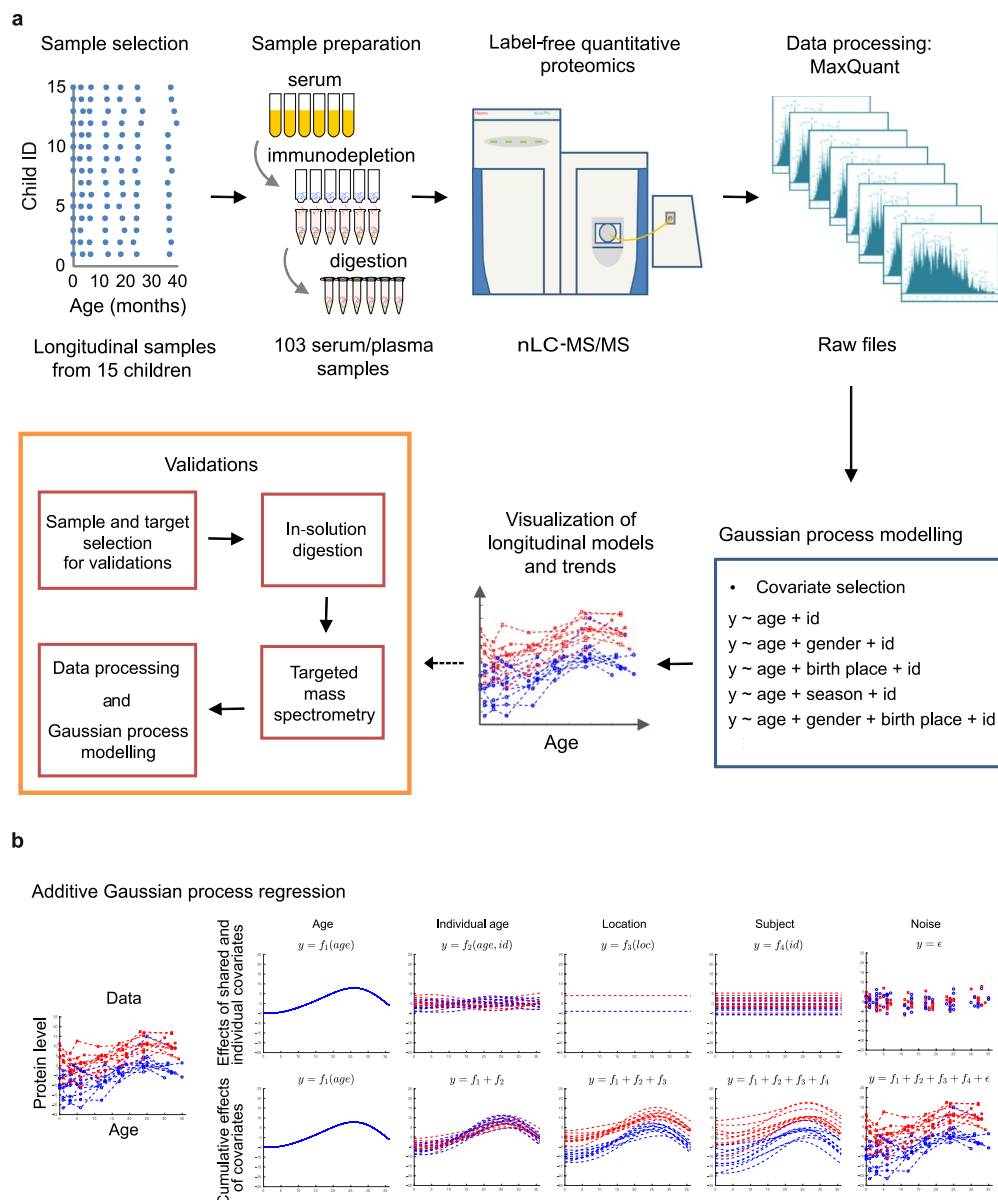 a
Sample selection
Sample preparation
Label-free quantitative
proteomics
Data processing:
MaxQuant
15
10
5
0
Child ID
0 10 20 30 40
Age (months)
serum
immunodepletion
digestion
Longitudinal samples
from 15 children
103 serum/plasma
samples
nLC-MS/MS
Raw files
Validations
Sample and target
selection
for validations
In-solution
digestion
Data processing
and
Gaussian process
modelling
Targeted
mass
spectrometry
Visualization of
longitudinal models
and trends
Age
Gaussian process modelling
• Covariate selection
y ~ age + id
y ~ age + gender + id
y ~ age + birth place + id
y ~ age + season + id
y ~ age + gender + birth place + id
b
Additive Gaussian process regression
Data
Protein level
Age
Effects of shared and
individual covariates
Age
y = f₁(age)
Individual age
y = f₂(age, id)
Location
y = f₃(loc)
Subject
y = f₄(id)
Noise
y = ϵ
Cumulative effects
of covariates
y = f₁(age)
y = f₁ + f₂
y = f₁ + f₂ + f₃
y = f₁ + f₂ + f₃ + f₄
y = f₁ + f₂ + f₃ + f₄ + ϵ